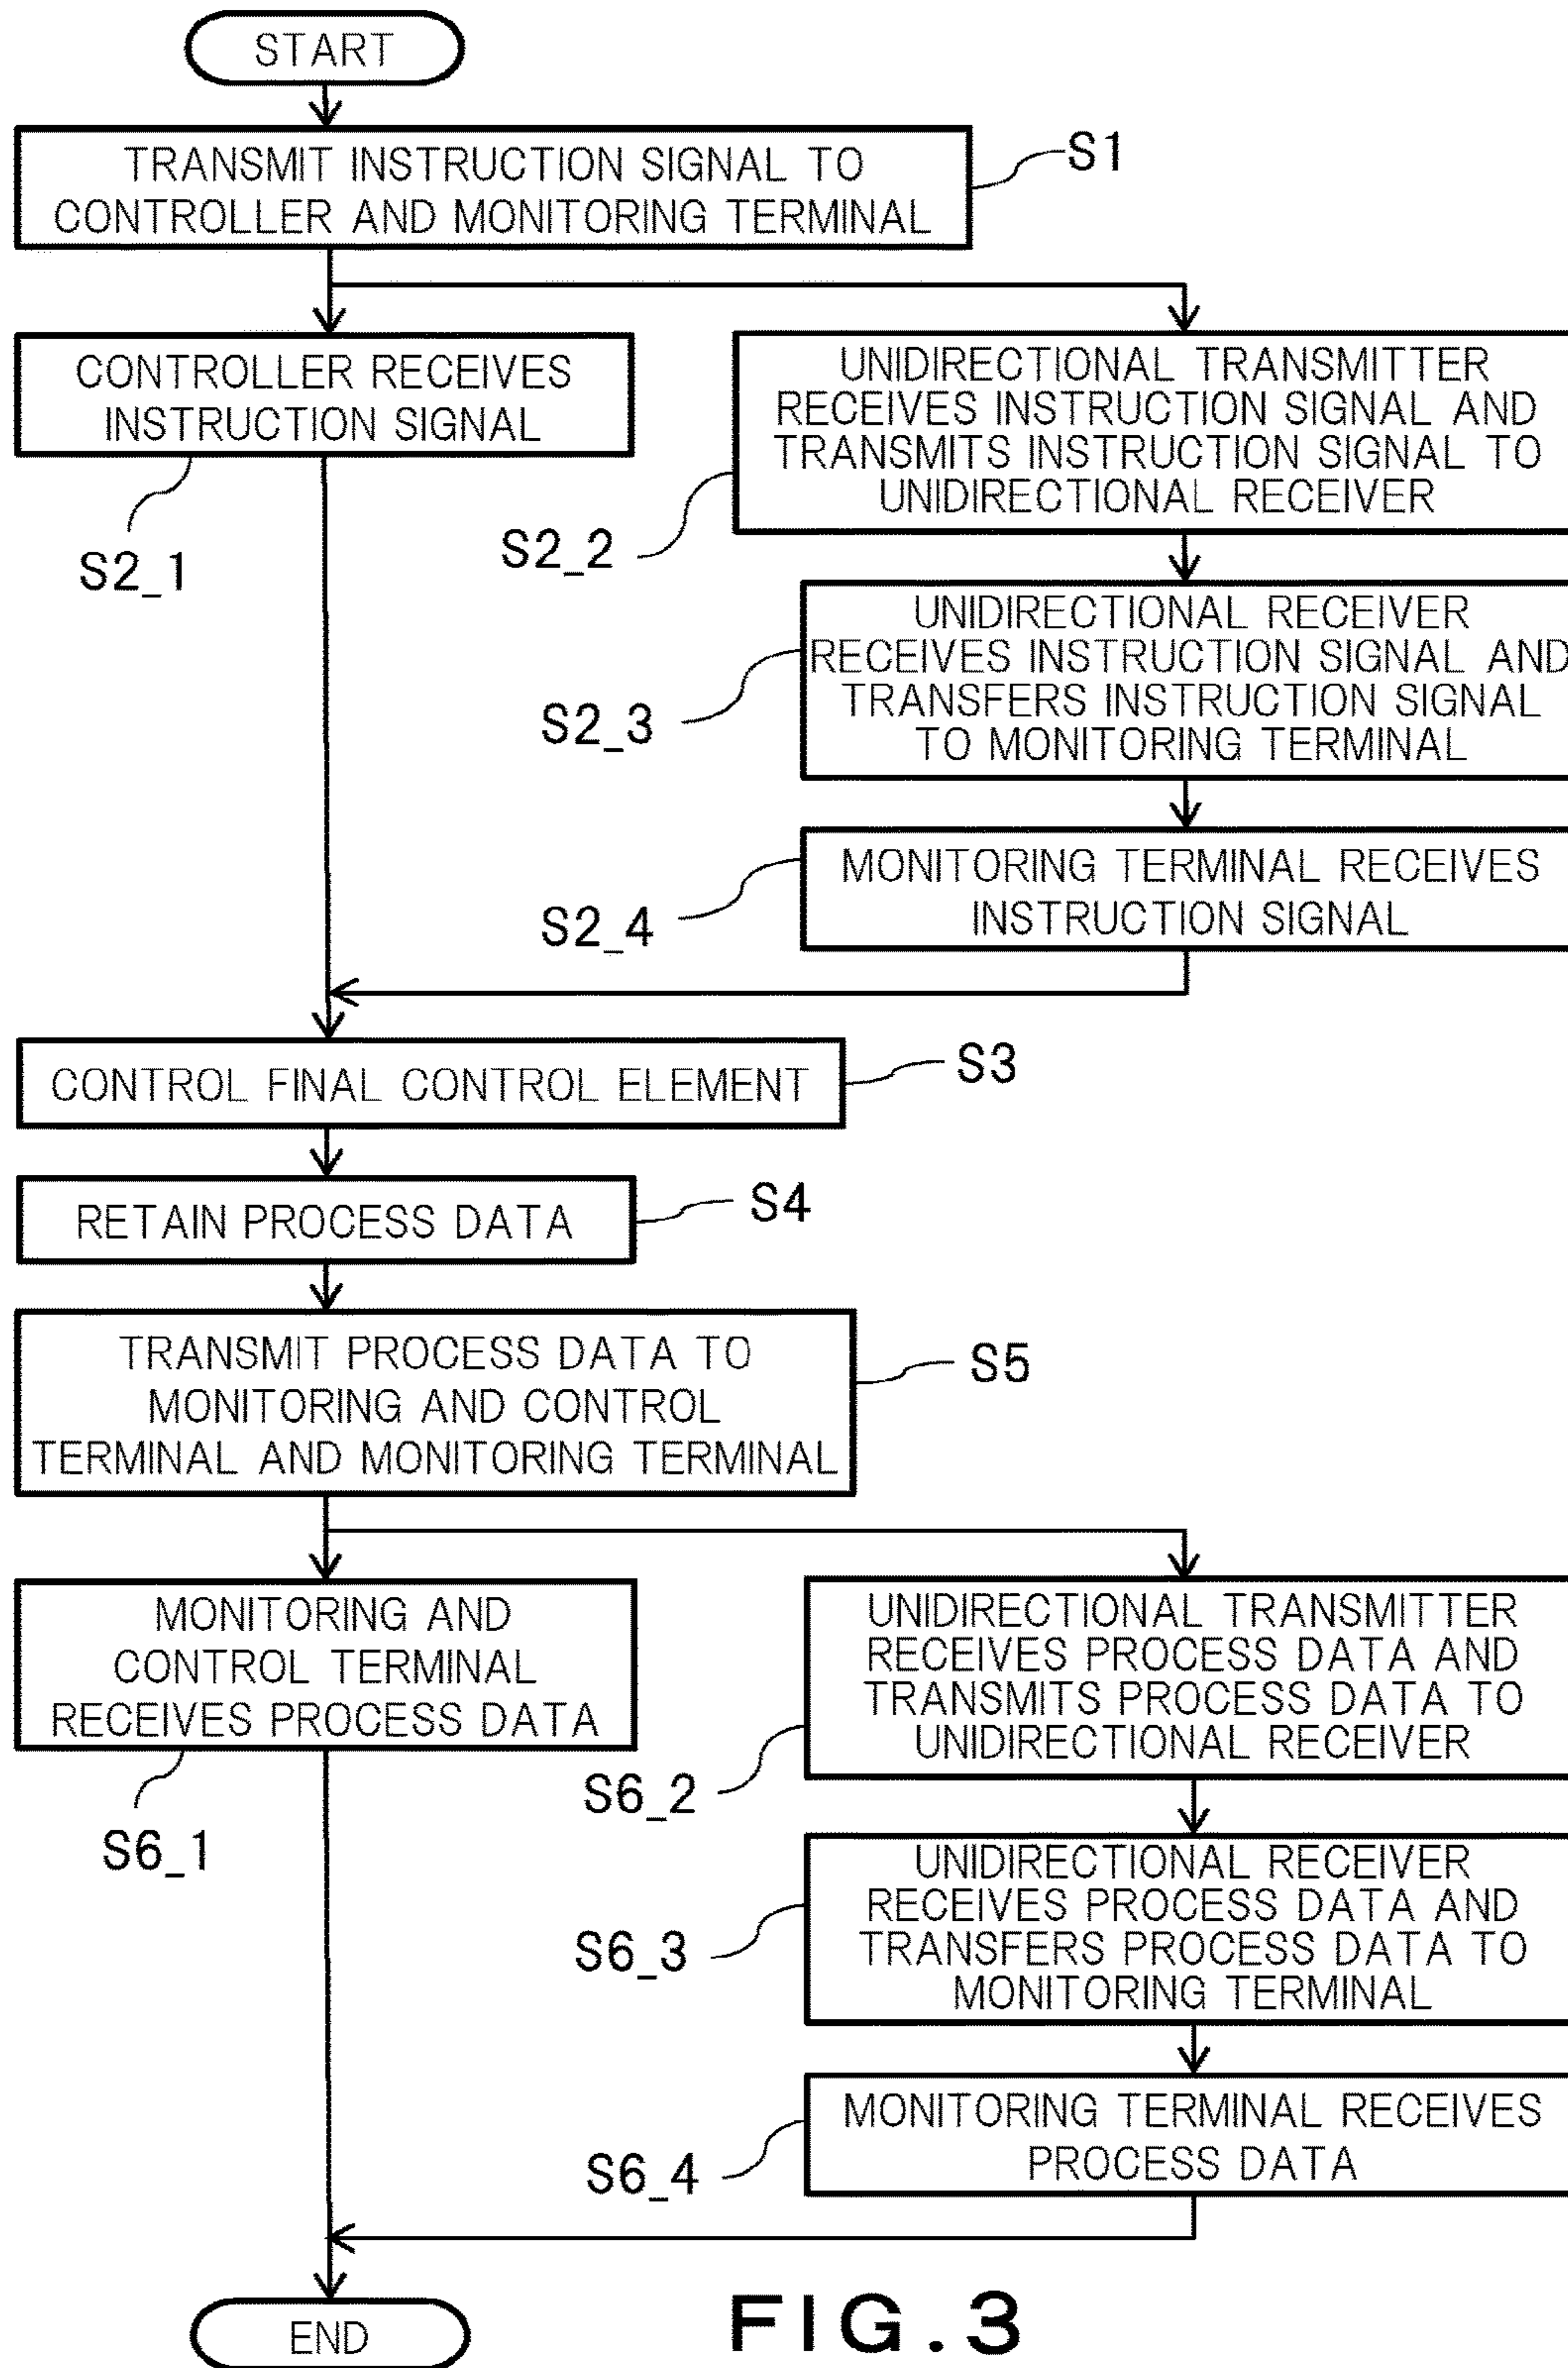 START
TRANSMIT INSTRUCTION SIGNAL TO
CONTROLLER AND MONITORING TERMINAL
S1
CONTROLLER RECEIVES
INSTRUCTION SIGNAL
S2_1
UNIDIRECTIONAL TRANSMITTER
RECEIVES INSTRUCTION SIGNAL AND
TRANSMITS INSTRUCTION SIGNAL TO
UNIDIRECTIONAL RECEIVER
S2_2
UNIDIRECTIONAL RECEIVER
RECEIVES INSTRUCTION SIGNAL AND
TRANSFERS INSTRUCTION SIGNAL
TO MONITORING TERMINAL
S2_3
MONITORING TERMINAL RECEIVES
INSTRUCTION SIGNAL
S2_4
CONTROL FINAL CONTROL ELEMENT
S3
RETAIN PROCESS DATA
S4
TRANSMIT PROCESS DATA TO
MONITORING AND CONTROL
TERMINAL AND MONITORING TERMINAL
S5
MONITORING AND
CONTROL TERMINAL
RECEIVES PROCESS DATA
S6_1
UNIDIRECTIONAL TRANSMITTER
RECEIVES PROCESS DATA AND
TRANSMITS PROCESS DATA TO
UNIDIRECTIONAL RECEIVER
S6_2
UNIDIRECTIONAL RECEIVER
RECEIVES PROCESS DATA AND
TRANSFERS PROCESS DATA TO
MONITORING TERMINAL
S6_3
MONITORING TERMINAL RECEIVES
PROCESS DATA
S6_4
END
FIG.3